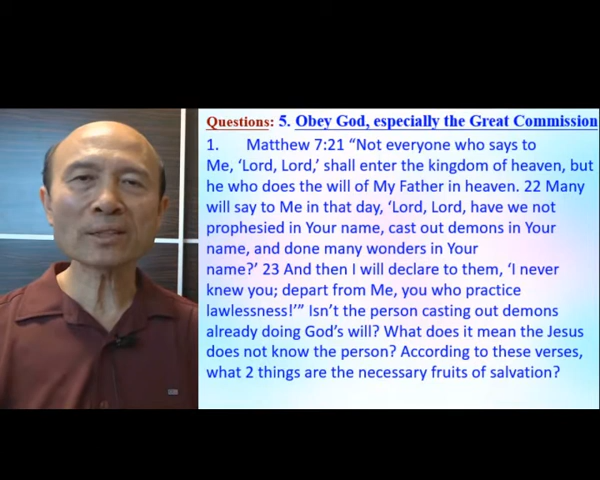 Questions: 5. Obey God, especially the Great Commission
1. Matthew 7:21 “Not everyone who says to
Me, ‘Lord, Lord,’ shall enter the kingdom of heaven, but
he who does the will of My Father in heaven. 22 Many
will say to Me in that day, ‘Lord, Lord, have we not
prophesied in Your name, cast out demons in Your
name, and done many wonders in Your
name?’ 23 And then I will declare to them, ‘I never
knew you; depart from Me, you who practice
lawlessness!’” Isn’t the person casting out demons
already doing God’s will? What does it mean the Jesus
does not know the person? According to these verses,
what 2 things are the necessary fruits of salvation?